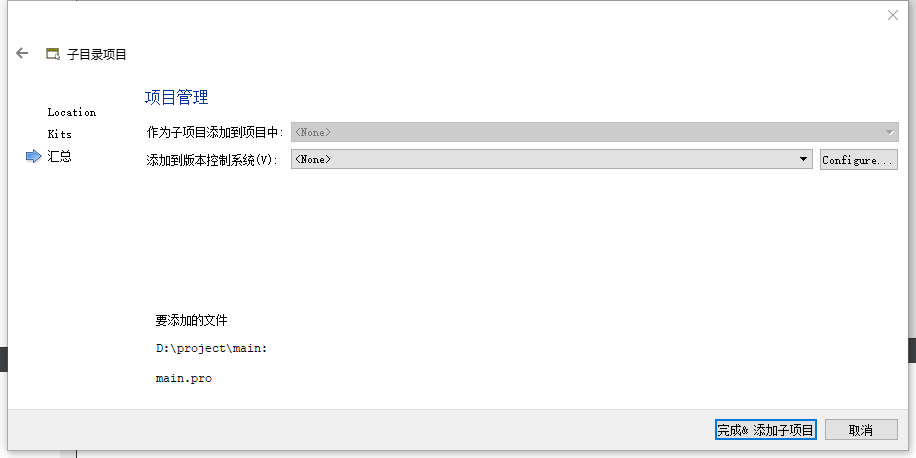 子目录项目
项目管理
Location
Kits
汇总
作为子项目添加到项目中: <None>
添加到版本控制系统(V): <None> Configure...
要添加的文件
D:\project\main:
main.pro
完成& 添加子项目 取消